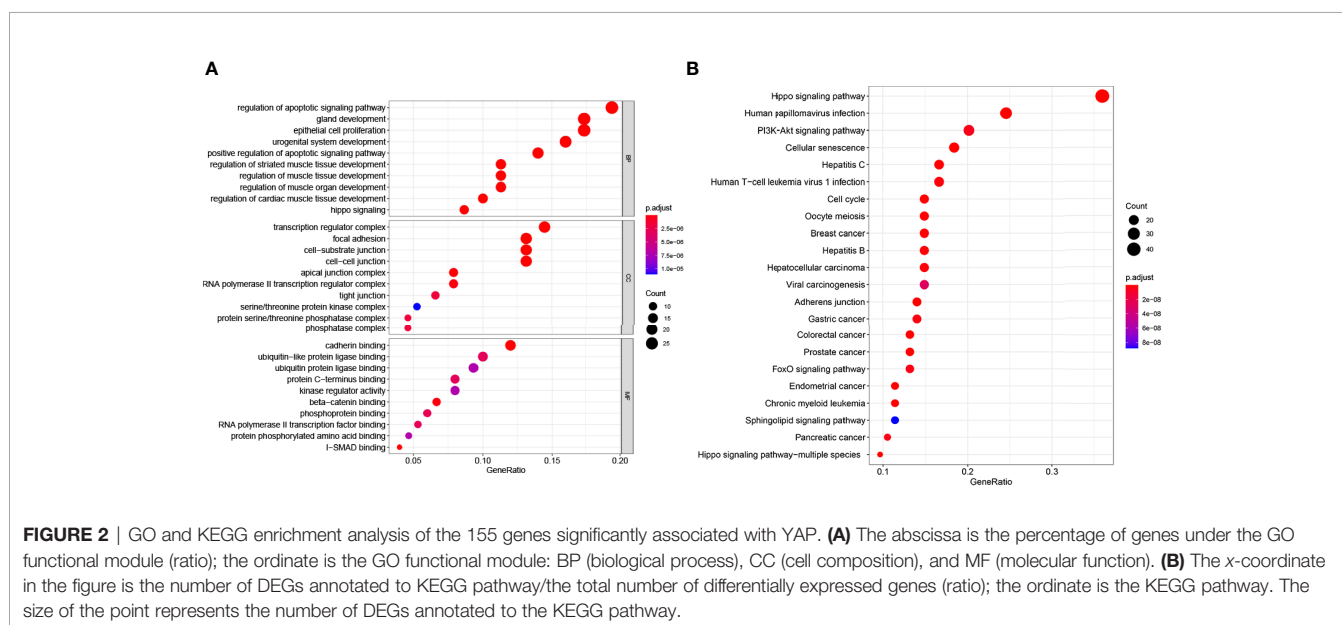 A
regulation of apoptotic signaling pathway
gland development
epithelial cell proliferation
urogenital system development
positive regulation of apoptotic signaling pathway
regulation of striated muscle tissue development
regulation of muscle tissue development
regulation of muscle organ development
regulation of cardiac muscle tissue development
hippo signaling
BP
transcription regulator complex
focal adhesion
cell−substrate junction
cell−cell junction
apical junction complex
RNA polymerase II transcription regulator complex
tight junction
serine/threonine protein kinase complex
protein serine/threonine phosphatase complex
phosphatase complex
CC
cadherin binding
ubiquitin−like protein ligase binding
ubiquitin protein ligase binding
protein C−terminus binding
kinase regulator activity
beta−catenin binding
phosphoprotein binding
RNA polymerase II transcription factor binding
protein phosphorylated amino acid binding
I−SMAD binding
MF
0.05 0.10 0.15 0.20
GeneRatio
p.adjust
2.5e−06
5.0e−06
7.5e−06
1.0e−05
Count
10
15
20
25
B
Hippo signaling pathway
Human papillomavirus infection
PI3K−Akt signaling pathway
Cellular senescence
Hepatitis C
Human T−cell leukemia virus 1 infection
Cell cycle
Oocyte meiosis
Breast cancer
Hepatitis B
Hepatocellular carcinoma
Viral carcinogenesis
Adherens junction
Gastric cancer
Colorectal cancer
Prostate cancer
FoxO signaling pathway
Endometrial cancer
Chronic myeloid leukemia
Sphingolipid signaling pathway
Pancreatic cancer
Hippo signaling pathway−multiple species
0.1 0.2 0.3
GeneRatio
Count
20
30
40
p.adjust
2e−08
4e−08
6e−08
8e−08
FIGURE 2 | GO and KEGG enrichment analysis of the 155 genes significantly associated with YAP. (A) The abscissa is the percentage of genes under the GO
functional module (ratio); the ordinate is the GO functional module: BP (biological process), CC (cell composition), and MF (molecular function). (B) The x-coordinate
in the figure is the number of DEGs annotated to KEGG pathway/the total number of differentially expressed genes (ratio); the ordinate is the KEGG pathway. The
size of the point represents the number of DEGs annotated to the KEGG pathway.